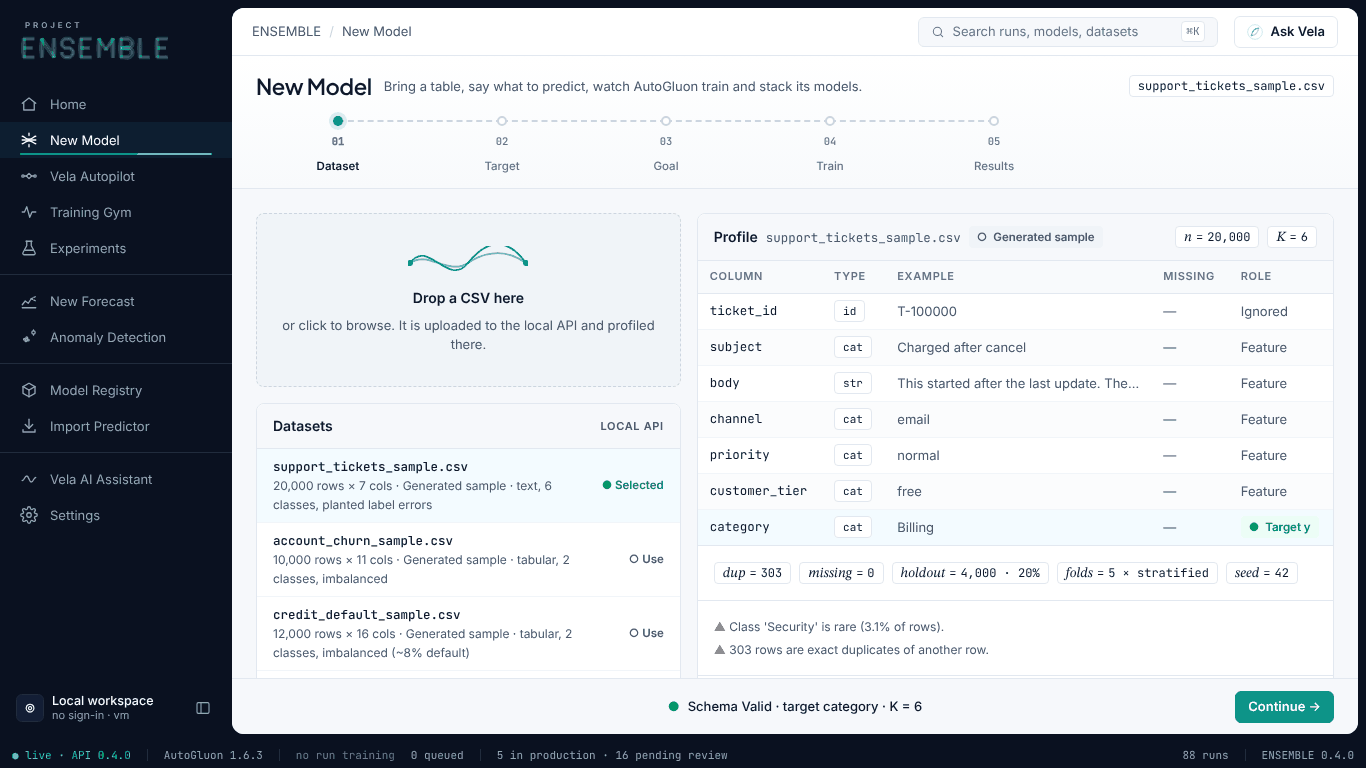 PROJECT
ENSEMBLE
Home
New Model
Vela Autopilot
Training Gym
Experiments
New Forecast
Anomaly Detection
Model Registry
Import Predictor
Vela AI Assistant
Settings
Local workspace
no sign-in · vm
ENSEMBLE / New Model
Search runs, models, datasets ⌘K
Ask Vela
New Model Bring a table, say what to predict, watch AutoGluon train and stack its models.
support_tickets_sample.csv
01 02 03 04 05
Dataset Target Goal Train Results
Drop a CSV here
or click to browse. It is uploaded to the local API and profiled
there.
Datasets LOCAL API
support_tickets_sample.csv
20,000 rows × 7 cols · Generated sample · text, 6
classes, planted label errors
Selected
account_churn_sample.csv
10,000 rows × 11 cols · Generated sample · tabular, 2
classes, imbalanced
Use
credit_default_sample.csv
12,000 rows × 16 cols · Generated sample · tabular, 2
classes, imbalanced (~8% default)
Use
Profile support_tickets_sample.csv Generated sample n = 20,000 K = 6
COLUMN TYPE EXAMPLE MISSING ROLE
ticket_id id T-100000 — Ignored
subject cat Charged after cancel — Feature
body str This started after the last update. The... — Feature
channel cat email — Feature
priority cat normal — Feature
customer_tier cat free — Feature
category cat Billing — Target y
dup = 303 missing = 0 holdout = 4,000 · 20% folds = 5 × stratified seed = 42
Class 'Security' is rare (3.1% of rows).
303 rows are exact duplicates of another row.
Schema Valid · target category · K = 6
Continue →
live · API 0.4.0 AutoGluon 1.6.3 no run training 0 queued 5 in production · 16 pending review 88 runs ENSEMBLE 0.4.0